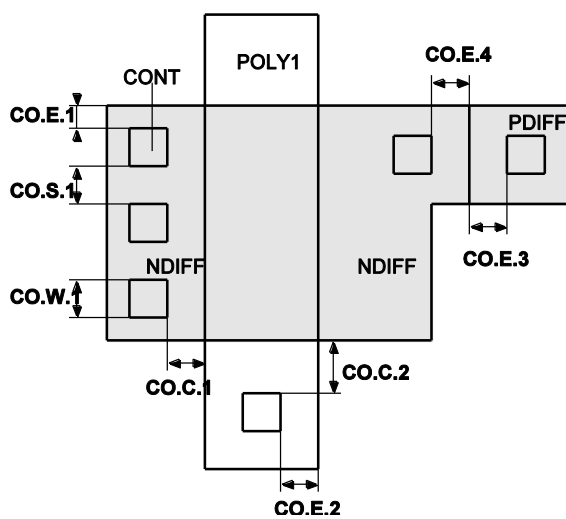 CO.E.4
POLY1
CONT
CO.E.1
PDIFF
CO.S.1
NDIFF
NDIFF
CO.E.3
CO.W.1
CO.C.2
CO.C.1
CO.E.2